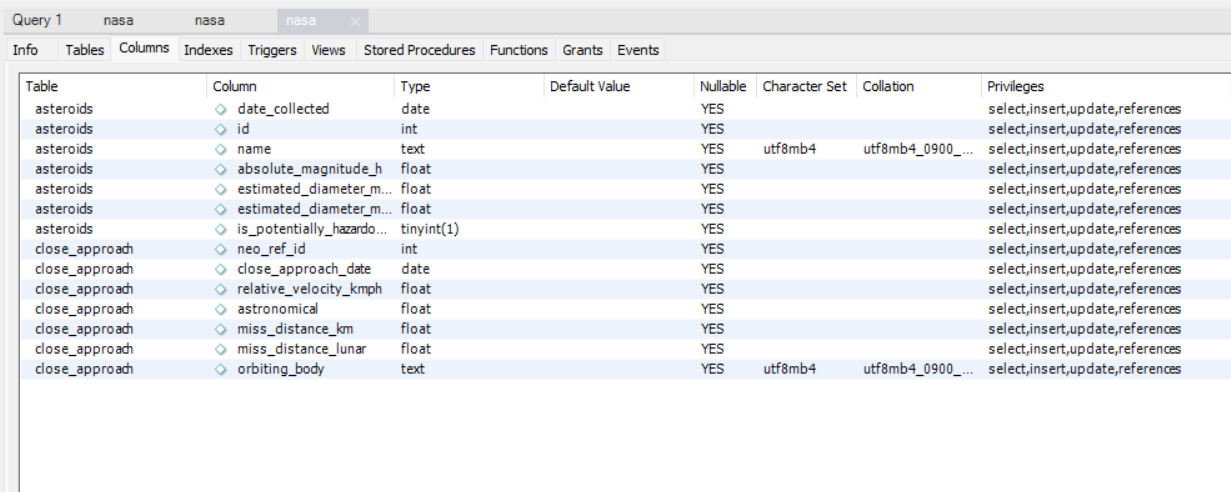 Query 1 nasa nasa nasa ×
Info Tables Columns Indexes Triggers Views Stored Procedures Functions Grants Events
Table Column Type Default Value Nullable Character Set Collation Privileges
asteroids date_collected date YES select,insert,update,references
asteroids id int YES select,insert,update,references
asteroids name text YES utf8mb4 utf8mb4_0900_... select,insert,update,references
asteroids absolute_magnitude_h float YES select,insert,update,references
asteroids estimated_diameter_m... float YES select,insert,update,references
asteroids estimated_diameter_m... float YES select,insert,update,references
asteroids is_potentially_hazardo... tinyint(1) YES select,insert,update,references
close_approach neo_ref_id int YES select,insert,update,references
close_approach close_approach_date date YES select,insert,update,references
close_approach relative_velocity_kmph float YES select,insert,update,references
close_approach astronomical float YES select,insert,update,references
close_approach miss_distance_km float YES select,insert,update,references
close_approach miss_distance_lunar float YES select,insert,update,references
close_approach orbiting_body text YES utf8mb4 utf8mb4_0900_... select,insert,update,references